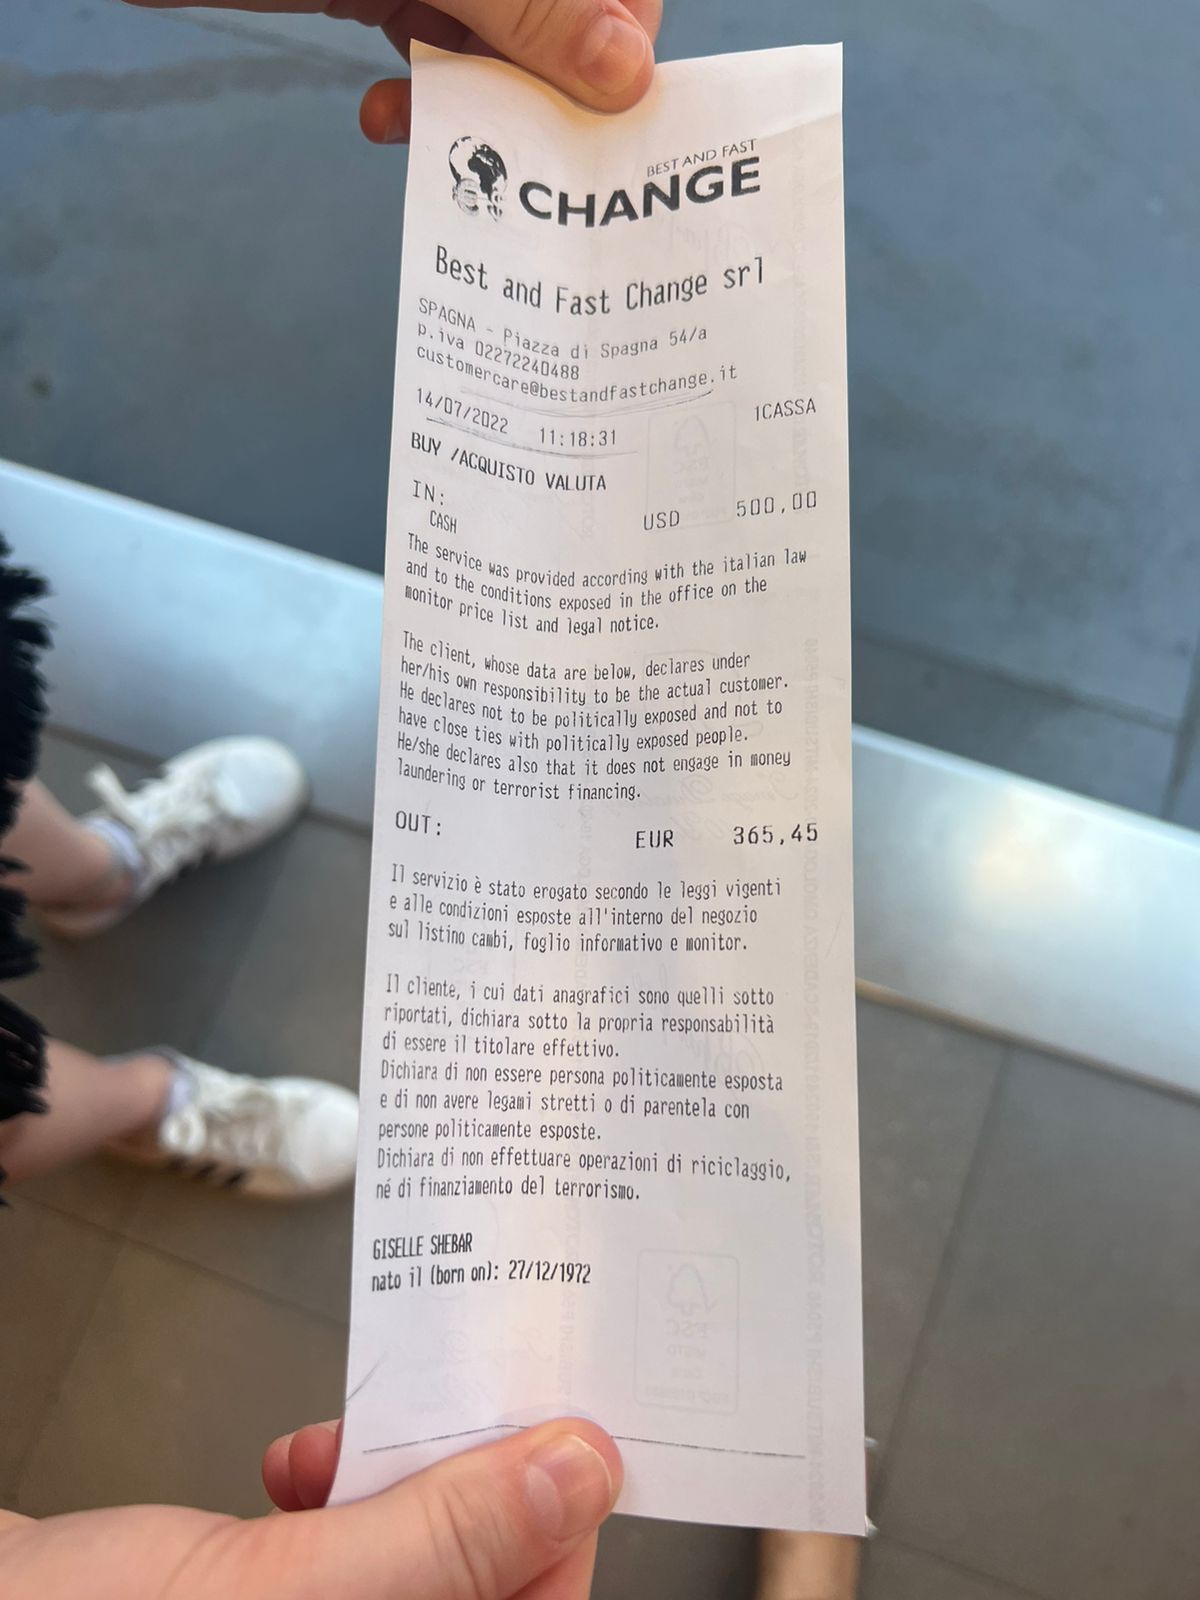 BEST AND FAST
CHANGE
Best and Fast Change srl
SPAGNA - Piazza di Spagna 54/a
p.iva 02272240488
customercare@bestandfastchange.it
14/07/2022 11:18:31 1CASSA
BUY /ACQUISTO VALUTA
IN:
CASH USD 500,00
The service was provided according with the italian law
and to the conditions exposed in the office on the
monitor price list and legal notice.
The client, whose data are below, declares under
her/his own responsibility to be the actual customer.
He declares not to be politically exposed and not to
have close ties with politically exposed people.
He/she declares also that it does not engage in money
laundering or terrorist financing.
OUT: EUR 365,45
Il servizio è stato erogato secondo le leggi vigenti
e alle condizioni esposte all'interno del negozio
sul listino cambi, foglio informativo e monitor.
Il cliente, i cui dati anagrafici sono quelli sotto
riportati, dichiara sotto la propria responsabilità
di essere il titolare effettivo.
Dichiara di non essere persona politicamente esposta
e di non avere legami stretti o di parentela con
persone politicamente esposte.
Dichiara di non effettuare operazioni di riciclaggio,
né di finanziamento del terrorismo.
GISELLE SHEBAR
nato il (born on): 27/12/1972